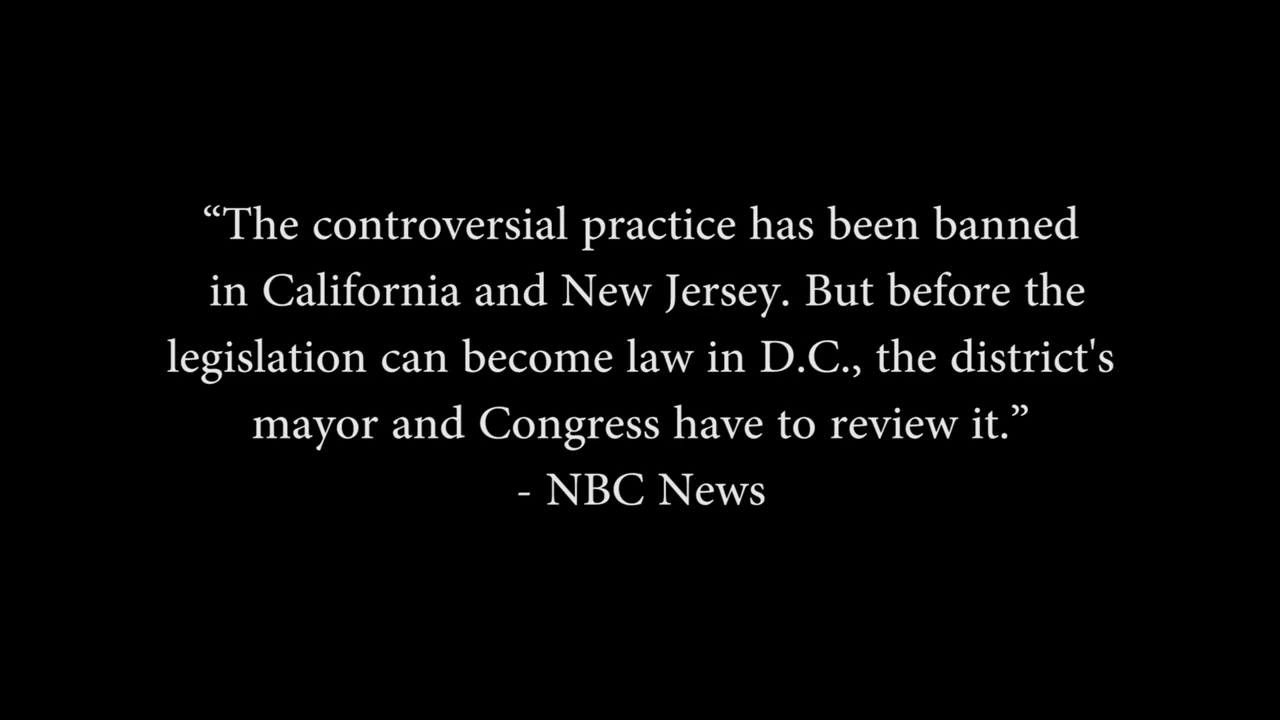 “The controversial practice has been banned
in California and New Jersey. But before the
legislation can become law in D.C., the district's
mayor and Congress have to review it.”
- NBC News